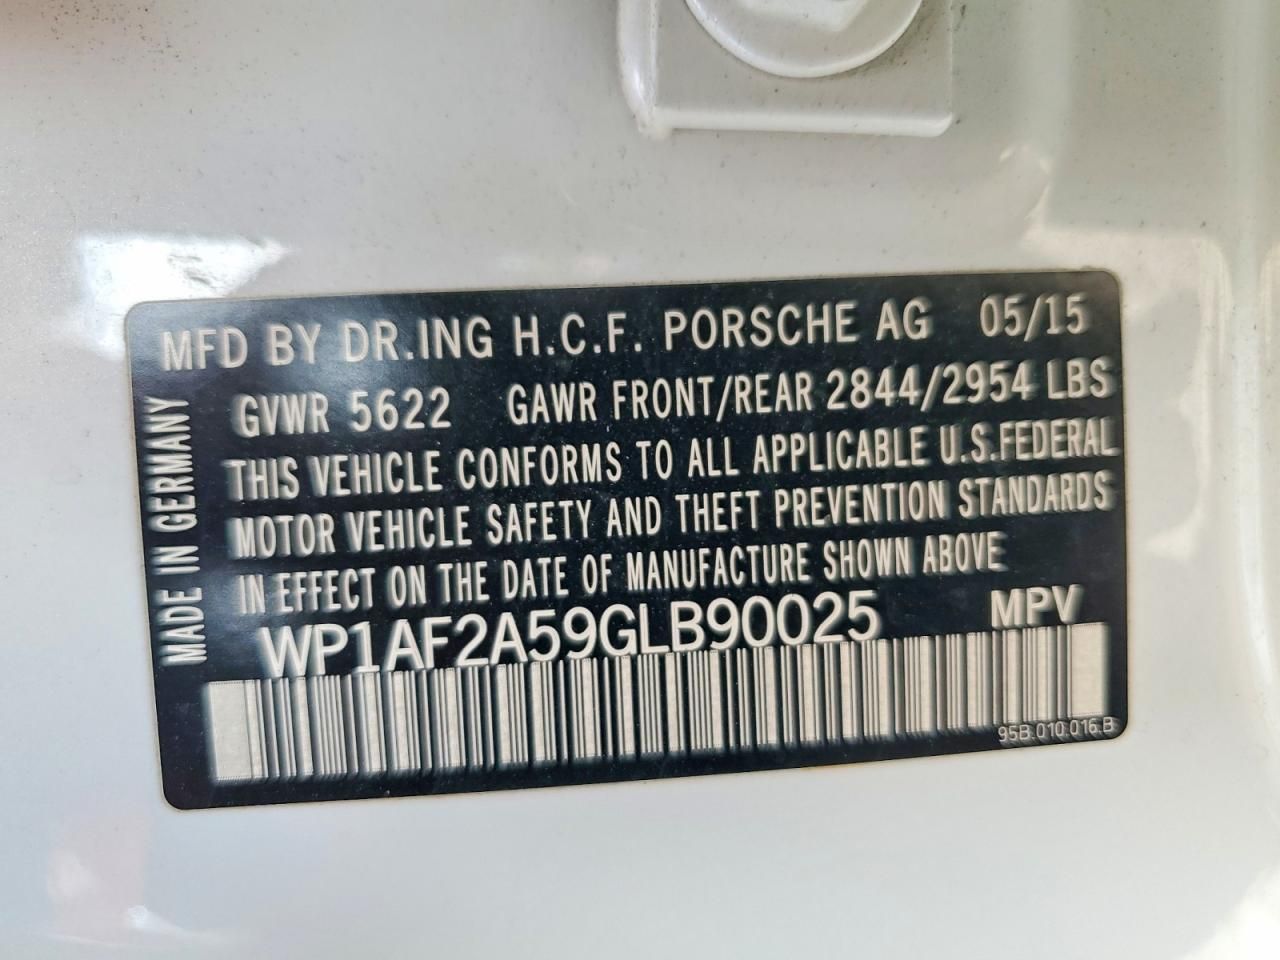 MFD BY DR.ING H.C.F. PORSCHE AG 05/15
GVWR 5622 GAWR FRONT/REAR 2844/2954 LBS
THIS VEHICLE CONFORMS TO ALL APPLICABLE U.S.FEDERAL
MOTOR VEHICLE SAFETY AND THEFT PREVENTION STANDARDS
IN EFFECT ON THE DATE OF MANUFACTURE SHOWN ABOVE
WP1AF2A59GLB90025 MPV
95B.010.016.B
MADE IN GERMANY